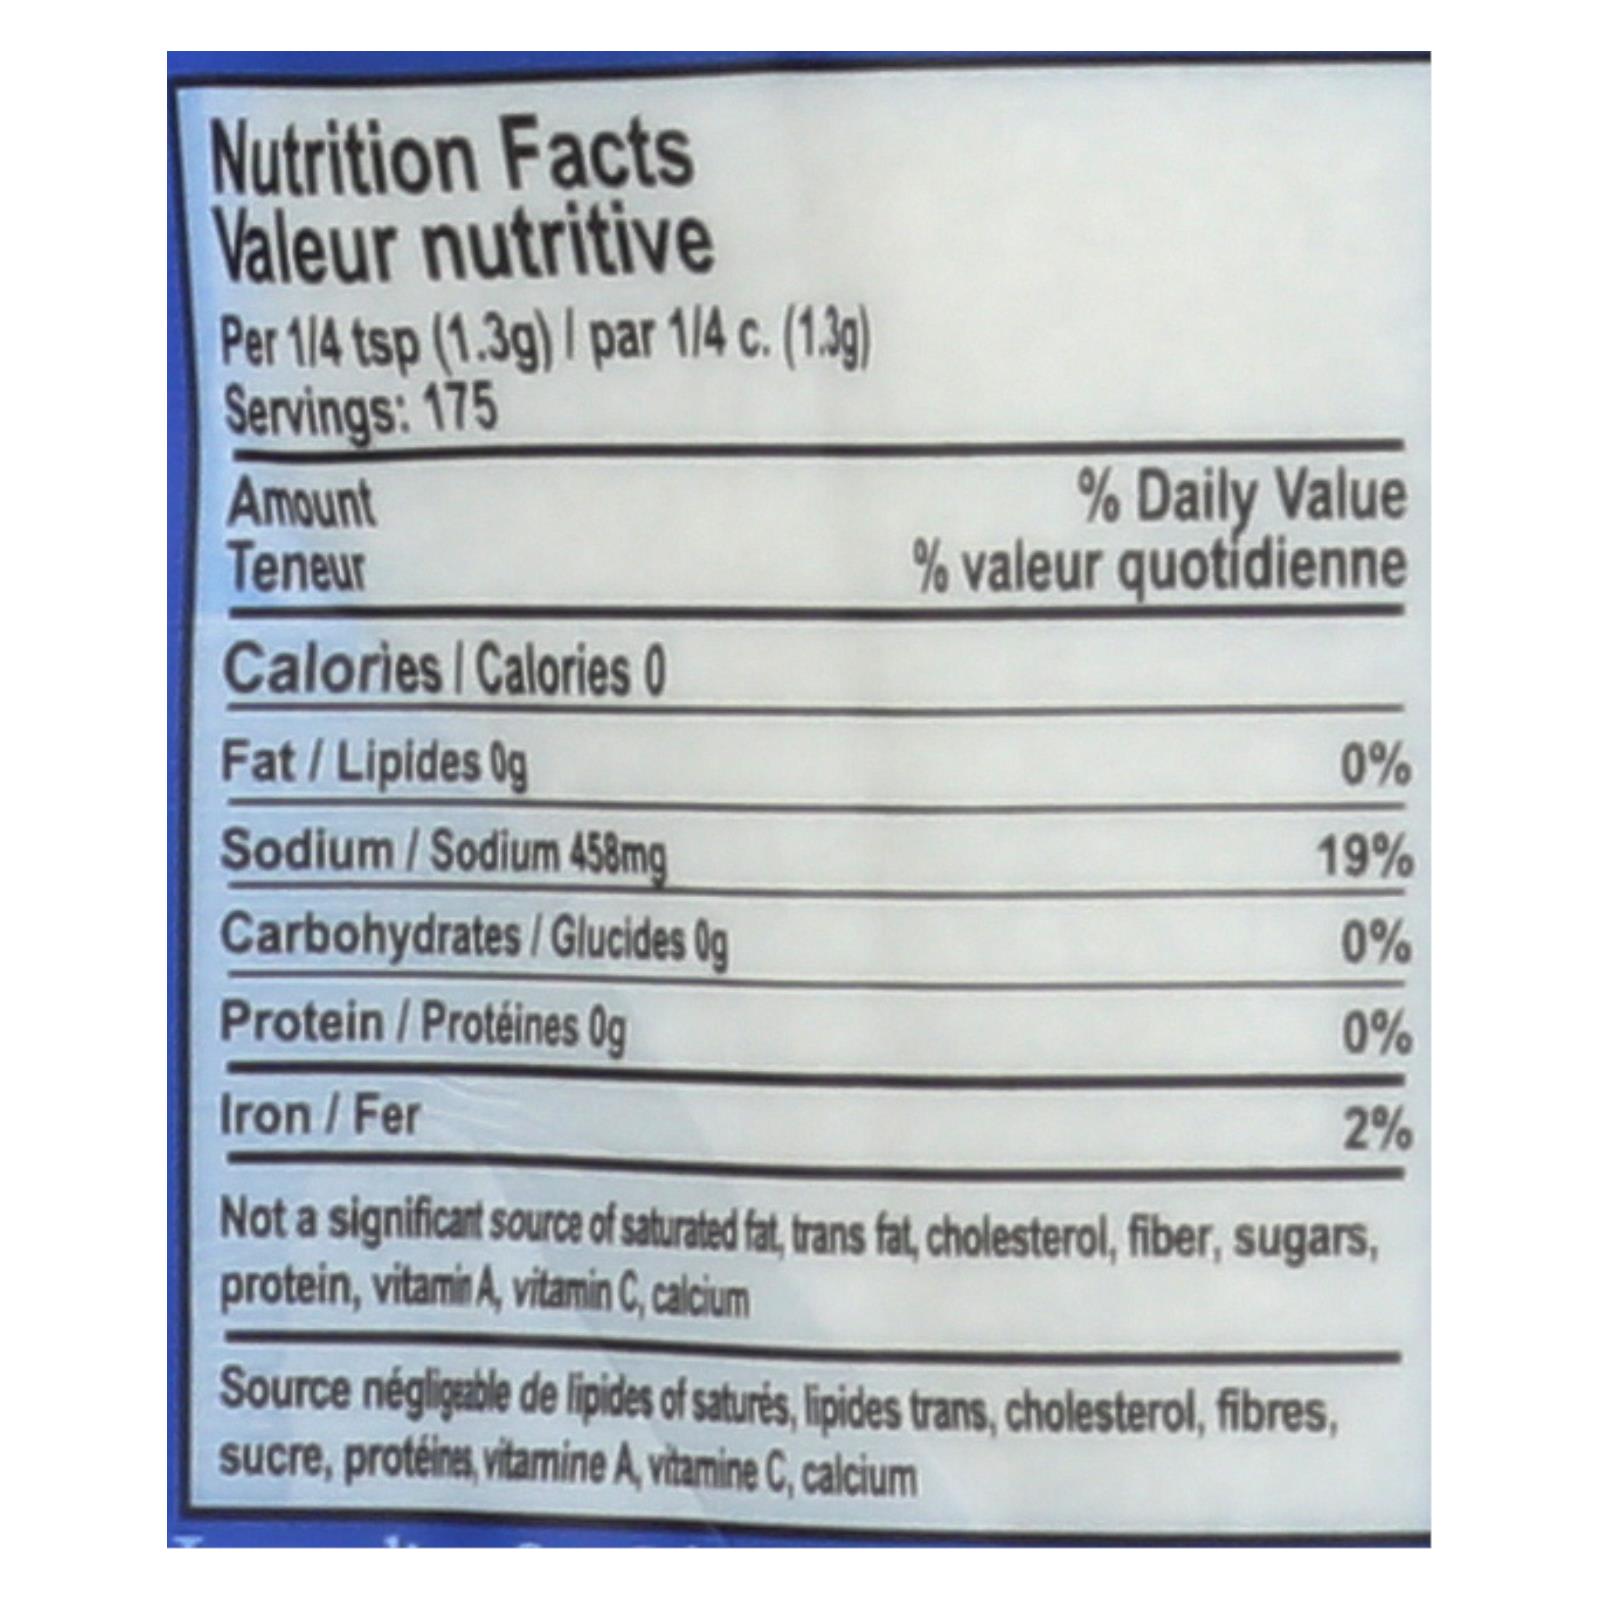 Nutrition Facts
Valeur nutritive
Per 1/4 tsp (1.3g) / par 1/4 c. (1.3g)
Servings: 175
Amount % Daily Value
Teneur % valeur quotidienne
Calories / Calories 0
Fat / Lipides 0g 0%
Sodium / Sodium 458mg 19%
Carbohydrates / Glucides 0g 0%
Protein / Protéines 0g 0%
Iron / Fer 2%
Not a significant source of saturated fat, trans fat, cholesterol, fiber, sugars,
protein, vitamin A, vitamin C, calcium
Source négligeable de lipides of saturés, lipides trans, cholesterol, fibres,
sucre, protéines, vitamine A, vitamine C, calcium